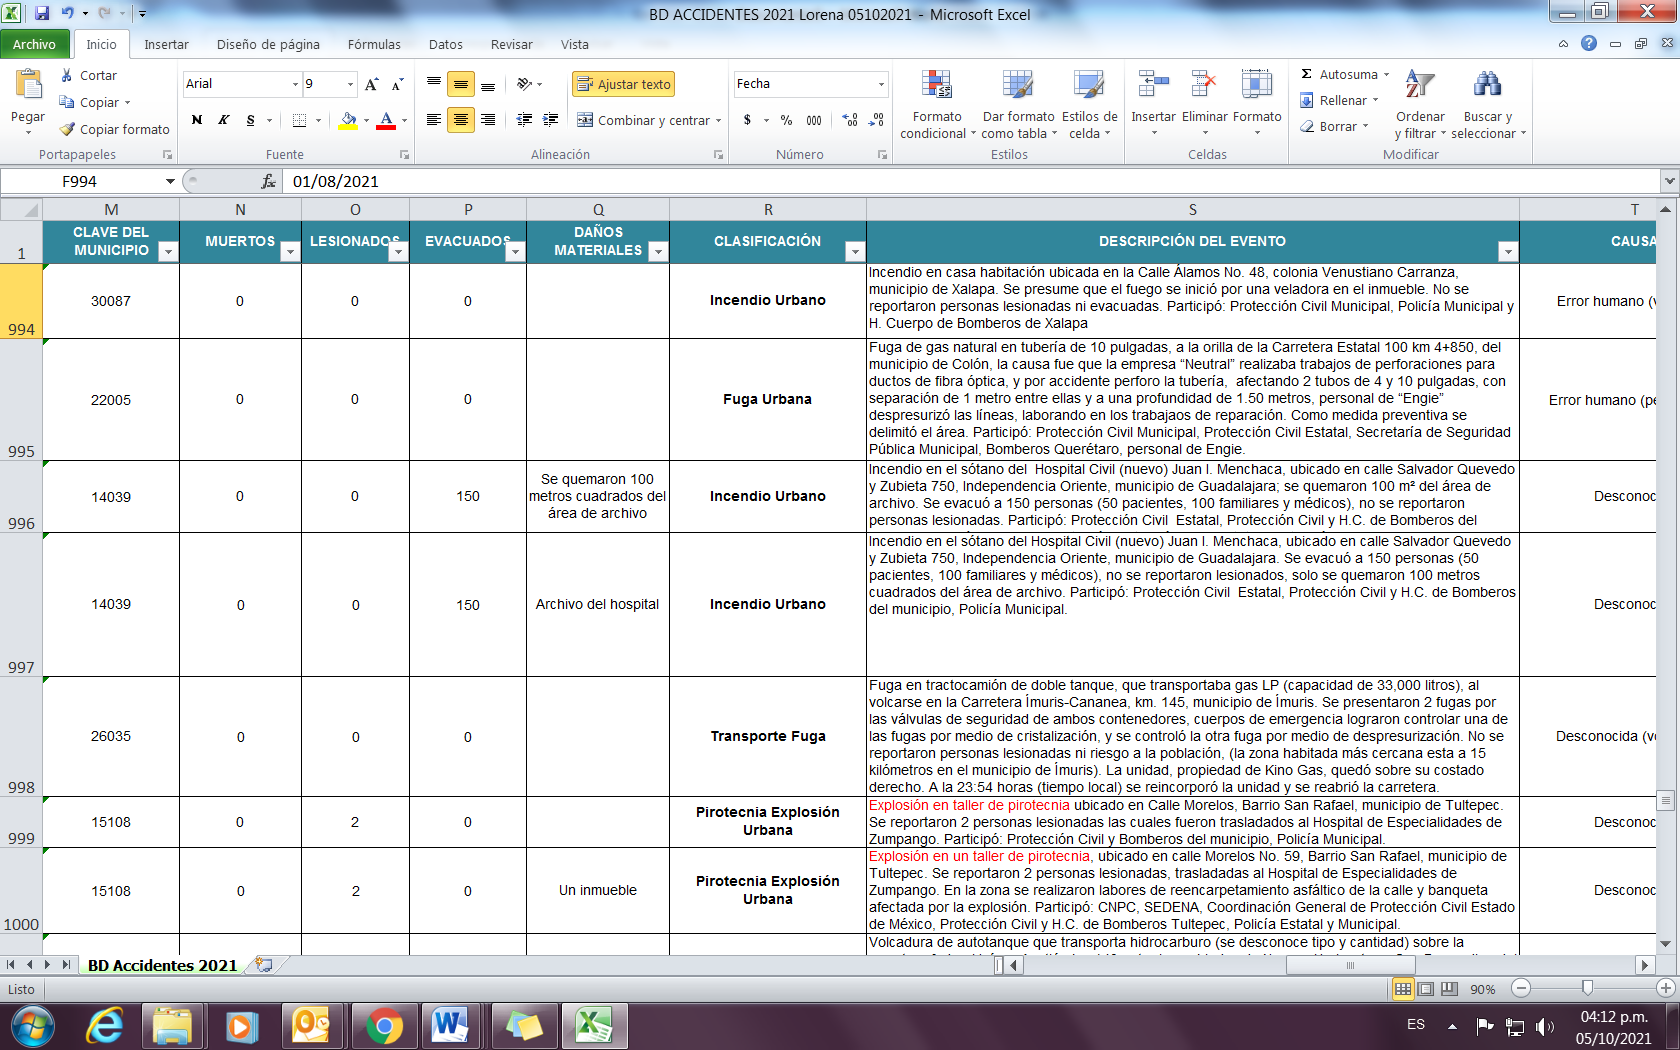 BD ACCIDENTES 2021 Lorena 05102021 - Microsoft Excel
Archivo Inicio Insertar Diseño de página Fórmulas Datos Revisar Vista
Pegar
Cortar
Copiar
Copiar formato
Portapapeles
Arial 9
N K S
Fuente
Ajustar texto
Combinar y centrar
Alineación
Fecha
$ % 000
Número
Formato condicional
Dar formato como tabla
Estilos de celda
Estilos
Insertar Eliminar Formato
Celdas
Autosuma
Rellenar
Borrar
Ordenar y filtrar
Buscar y seleccionar
Modificar
F994 fx 01/08/2021
M N O P Q R S T
1 CLAVE DEL MUNICIPIO MUERTOS LESIONADOS EVACUADOS DAÑOS MATERIALES CLASIFICACIÓN DESCRIPCIÓN DEL EVENTO CAUSA
994 30087 0 0 0 Incendio Urbano
Incendio en casa habitación ubicada en la Calle Álamos No. 48, colonia Venustiano Carranza,
municipio de Xalapa. Se presume que el fuego se inició por una veladora en el inmueble. No se
reportaron personas lesionadas ni evacuadas. Participó: Protección Civil Municipal, Policía Municipal y
H. Cuerpo de Bomberos de Xalapa
Error humano (v
995 22005 0 0 0 Fuga Urbana
Fuga de gas natural en tubería de 10 pulgadas, a la orilla de la Carretera Estatal 100 km 4+850, del
municipio de Colón, la causa fue que la empresa “Neutral” realizaba trabajos de perforaciones para
ductos de fibra óptica, y por accidente perforo la tubería, afectando 2 tubos de 4 y 10 pulgadas, con
separación de 1 metro entre ellas y a una profundidad de 1.50 metros, personal de “Engie”
despresurizó las líneas, laborando en los trabajaos de reparación. Como medida preventiva se
delimitó el área. Participó: Protección Civil Municipal, Protección Civil Estatal, Secretaría de Seguridad
Pública Municipal, Bomberos Querétaro, personal de Engie.
Error humano (pe
996 14039 0 0 150
Se quemaron 100
metros cuadrados del
área de archivo
Incendio Urbano
Incendio en el sótano del Hospital Civil (nuevo) Juan I. Menchaca, ubicado en calle Salvador Quevedo
y Zubieta 750, Independencia Oriente, municipio de Guadalajara; se quemaron 100 m² del área de
archivo. Se evacuó a 150 personas (50 pacientes, 100 familiares y médicos), no se reportaron
personas lesionadas. Participó: Protección Civil Estatal, Protección Civil y H.C. de Bomberos del
Desconoc
997 14039 0 0 150 Archivo del hospital Incendio Urbano
Incendio en el sótano del Hospital Civil (nuevo) Juan I. Menchaca, ubicado en calle Salvador Quevedo
y Zubieta 750, Independencia Oriente, municipio de Guadalajara. Se evacuó a 150 personas (50
pacientes, 100 familiares y médicos), no se reportaron lesionados, solo se quemaron 100 metros
cuadrados del área de archivo. Participó: Protección Civil Estatal, Protección Civil y H.C. de Bomberos
del municipio, Policía Municipal.
Desconoc
998 26035 0 0 0 Transporte Fuga
Fuga en tractocamión de doble tanque, que transportaba gas LP (capacidad de 33,000 litros), al
volcarse en la Carretera Ímuris-Cananea, km. 145, municipio de Ímuris. Se presentaron 2 fugas por
las válvulas de seguridad de ambos contenedores, cuerpos de emergencia lograron controlar una de
las fugas por medio de cristalización, y se controló la otra fuga por medio de despresurización. No se
reportaron personas lesionadas ni riesgo a la población, (la zona habitada más cercana esta a 15
kilómetros en el municipio de Ímuris). La unidad, propiedad de Kino Gas, quedó sobre su costado
derecho. A la 23:54 horas (tiempo local) se reincorporó la unidad y se reabrió la carretera.
Desconocida (v
999 15108 0 2 0 Pirotecnia Explosión Urbana
Explosión en taller de pirotecnia ubicado en Calle Morelos, Barrio San Rafael, municipio de Tultepec.
Se reportaron 2 personas lesionadas las cuales fueron trasladados al Hospital de Especialidades de
Zumpango. Participó: Protección Civil y Bomberos del municipio, Policía Municipal.
Desconoc
1000 15108 0 2 0 Un inmueble Pirotecnia Explosión Urbana
Explosión en un taller de pirotecnia, ubicado en calle Morelos No. 59, Barrio San Rafael, municipio de
Tultepec. Se reportaron 2 personas lesionadas, trasladadas al Hospital de Especialidades de
Zumpango. En la zona se realizaron labores de reencarpetamiento asfáltico de la calle y banqueta
afectada por la explosión. Participó: CNPC, SEDENA, Coordinación General de Protección Civil Estado
de México, Protección Civil y H.C. de Bomberos Tultepec, Policía Estatal y Municipal.
Desconoc
Volcadura de autotanque que transporta hidrocarburo (se desconoce tipo y cantidad) sobre la
BD Accidentes 2021
Listo 90%
ES 04:12 p.m.
05/10/2021